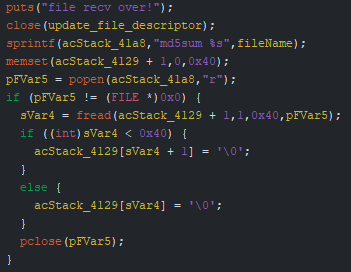 puts("file recv over!");
close(update_file_descriptor);
sprintf(acStack_41a8,"md5sum %s",fileName);
memset(acStack_4129 + 1,0,0x40);
pFVar5 = popen(acStack_41a8,"r");
if (pFVar5 != (FILE *)0x0) {
sVar4 = fread(acStack_4129 + 1,1,0x40,pFVar5);
if ((int)sVar4 < 0x40) {
acStack_4129[sVar4 + 1] = '\0';
}
else {
acStack_4129[sVar4] = '\0';
}
pclose(pFVar5);
}